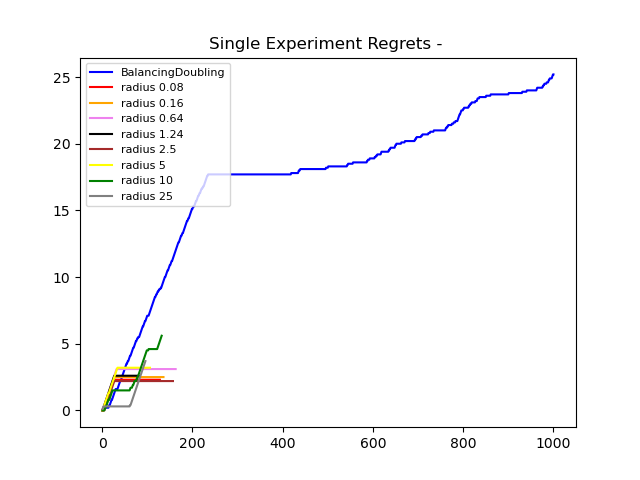 Single Experiment Regrets -
BalancingDoubling
radius 0.08
radius 0.16
radius 0.64
radius 1.24
radius 2.5
radius 5
radius 10
radius 25
25
20
15
10
5
0
0 200 400 600 800 1000